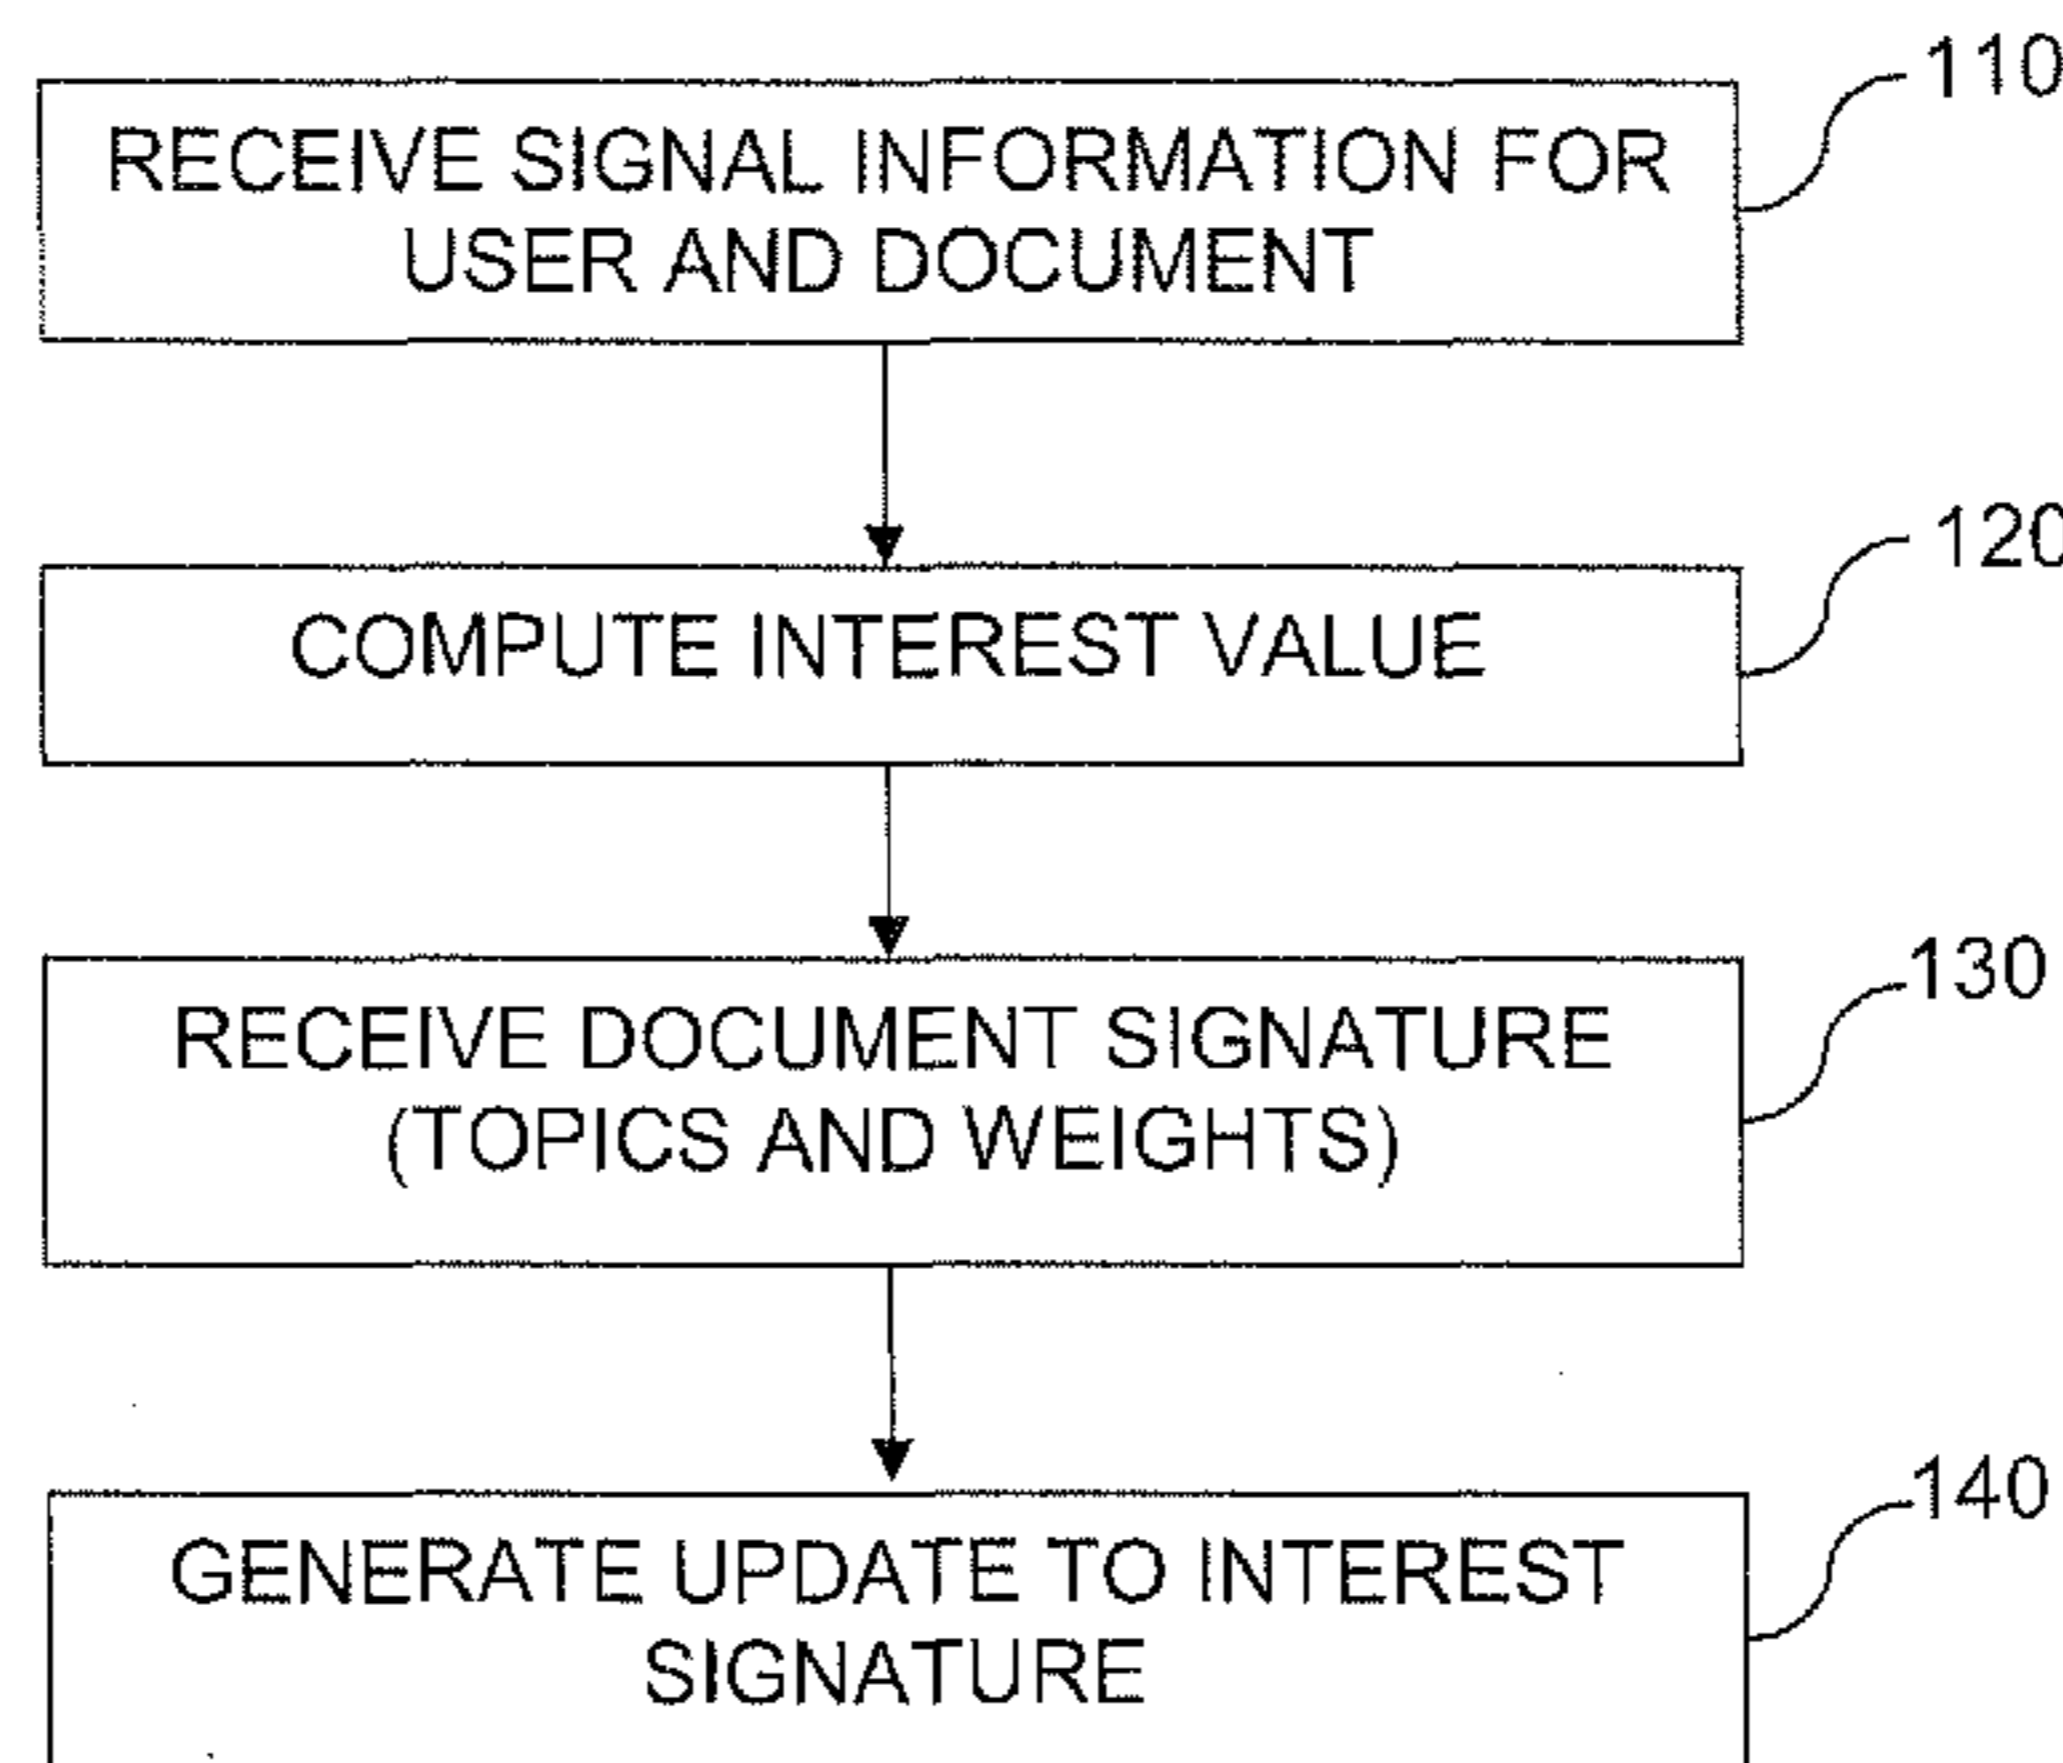 110
RECEIVE SIGNAL INFORMATION FOR
USER AND DOCUMENT
120
COMPUTE INTEREST VALUE
130
RECEIVE DOCUMENT SIGNATURE
(TOPICS AND WEIGHTS)
140
GENERATE UPDATE TO INTEREST
SIGNATURE